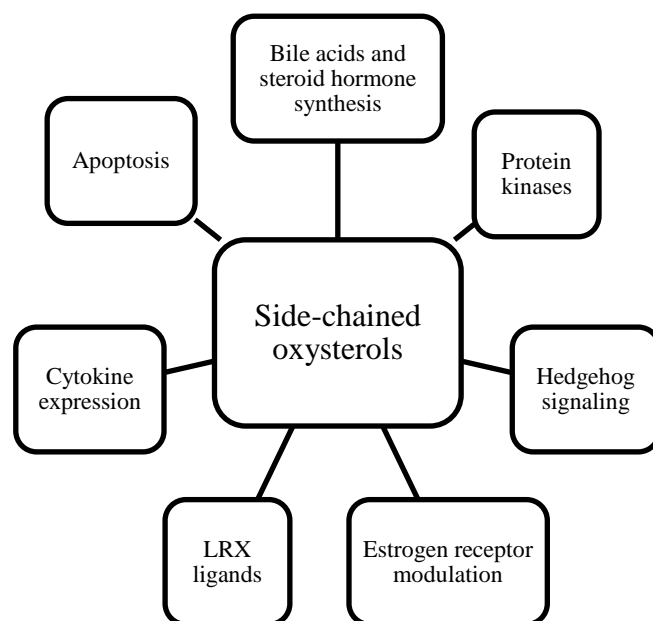 Bile acids and
steroid hormone
synthesis
Apoptosis
Protein
kinases
Side-chained
oxysterols
Cytokine
expression
Hedgehog
signaling
LRX
ligands
Estrogen receptor
modulation